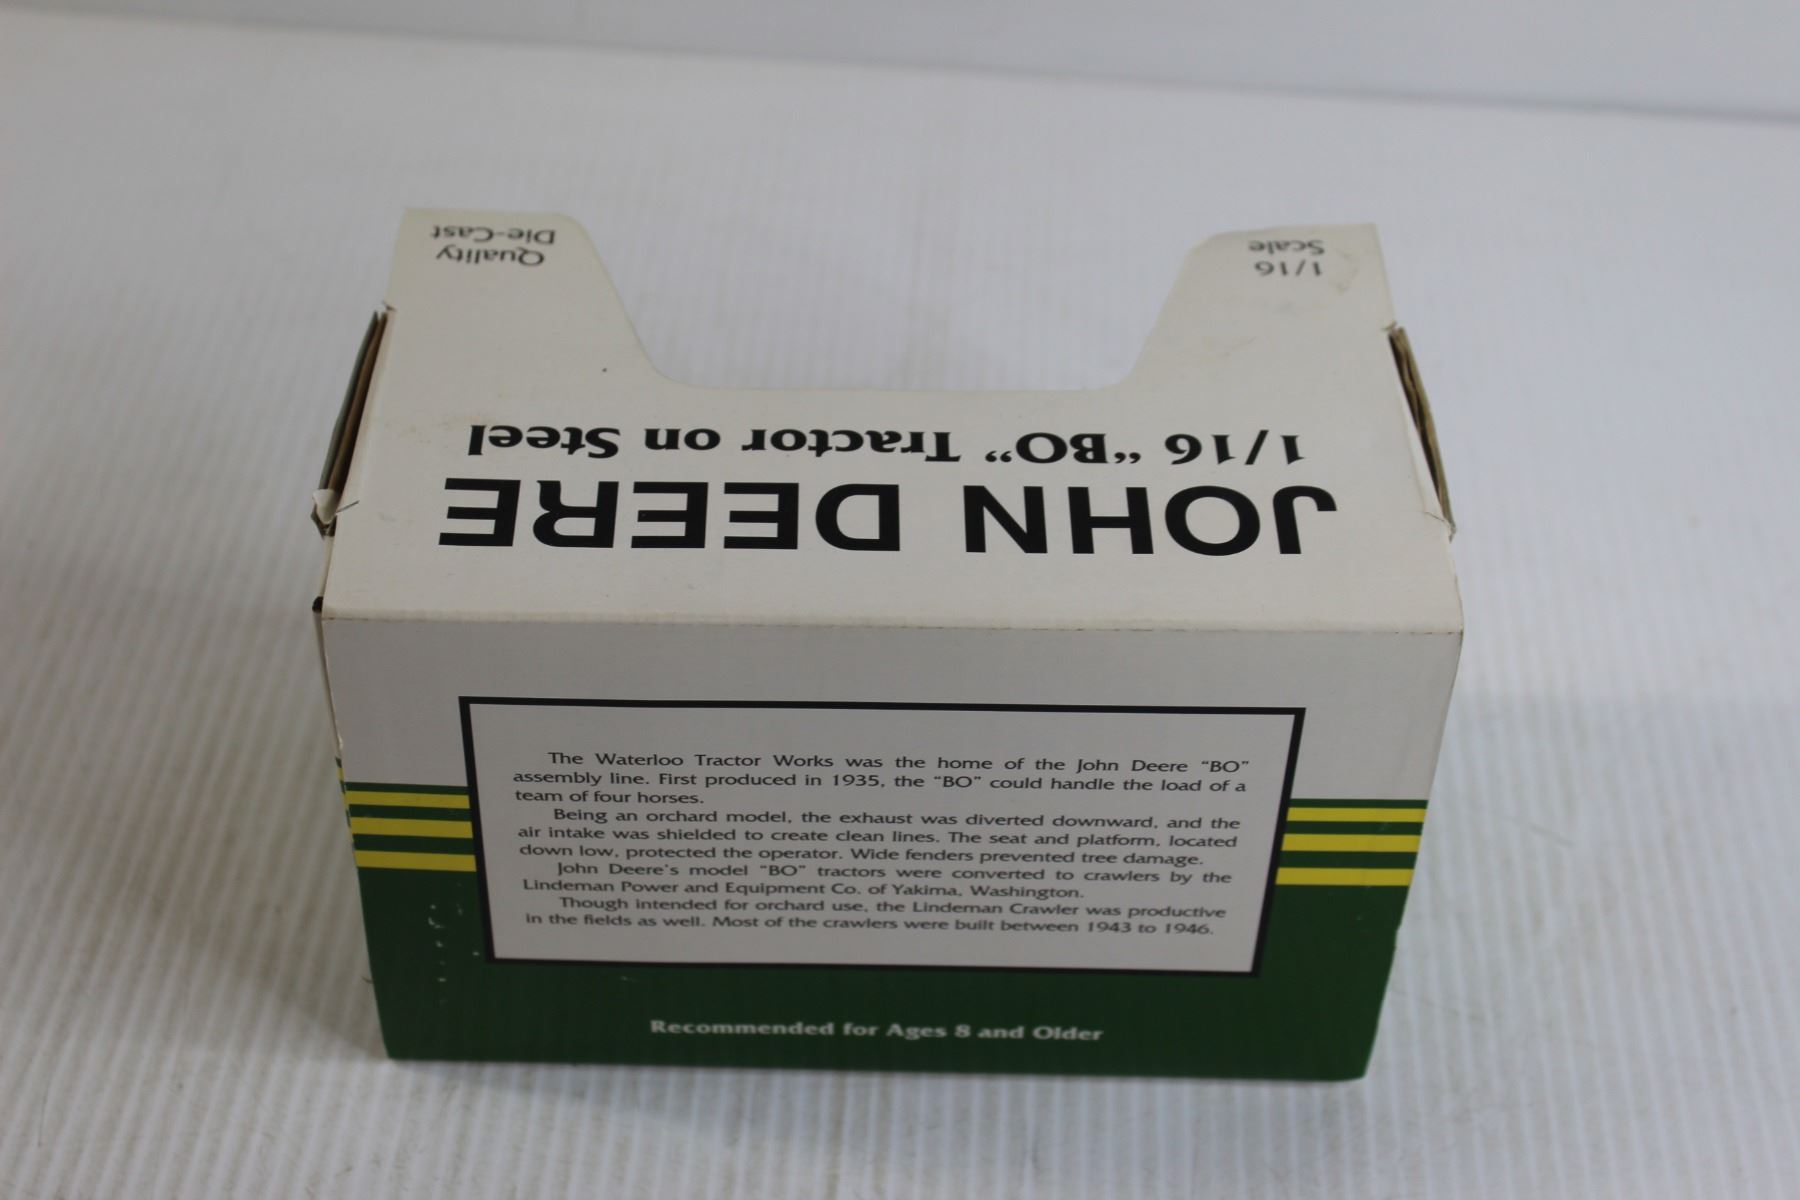 Quality
Die-Cast
1/16
Scale
JOHN DEERE
1/16 “BO” Tractor on Steel
The Waterloo Tractor Works was the home of the John Deere “BO”
assembly line. First produced in 1935, the “BO” could handle the load of a
team of four horses.
Being an orchard model, the exhaust was diverted downward, and the
air intake was shielded to create clean lines. The seat and platform, located
down low, protected the operator. Wide fenders prevented tree damage.
John Deere's model “BO” tractors were converted to crawlers by the
Lindeman Power and Equipment Co. of Yakima, Washington.
Though intended for orchard use, the Lindeman Crawler was productive
in the fields as well. Most of the crawlers were built between 1943 to 1946.
Recommended for Ages 8 and Older